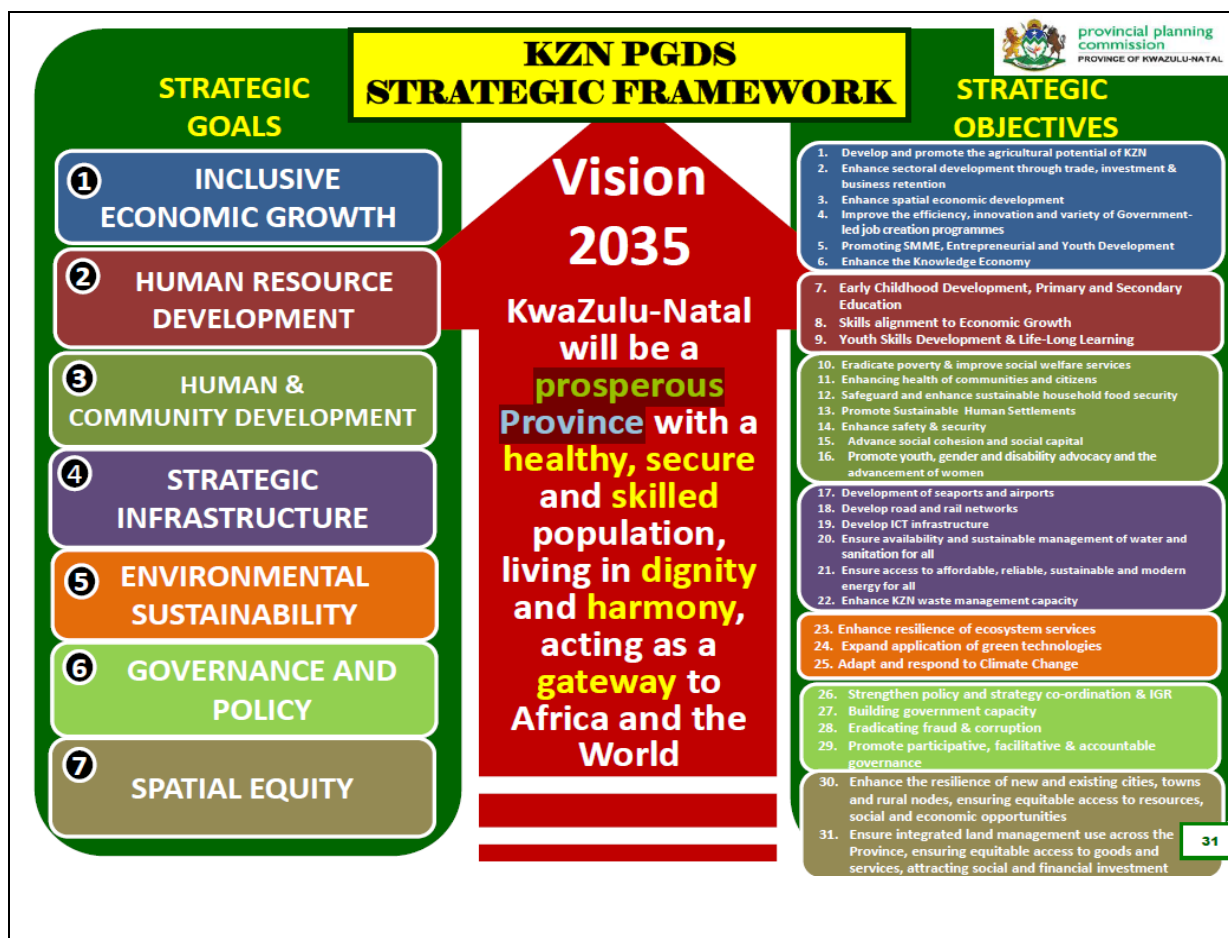 KZN PGDS
STRATEGIC FRAMEWORK
provincial planning
commission
PROVINCE OF KWAZULU-NATAL
STRATEGIC
GOALS
1 INCLUSIVE
ECONOMIC GROWTH
2 HUMAN RESOURCE
DEVELOPMENT
3 HUMAN &
COMMUNITY DEVELOPMENT
4 STRATEGIC
INFRASTRUCTURE
5 ENVIRONMENTAL
SUSTAINABILITY
6 GOVERNANCE AND
POLICY
7 SPATIAL EQUITY
Vision
2035
KwaZulu-Natal
will be a
prosperous
Province with a
healthy, secure
and skilled
population,
living in dignity
and harmony,
acting as a
gateway to
Africa and the
World
STRATEGIC
OBJECTIVES
1. Develop and promote the agricultural potential of KZN
2. Enhance sectoral development through trade, investment &
business retention
3. Enhance spatial economic development
4. Improve the efficiency, innovation and variety of Government-
led job creation programmes
5. Promoting SMME, Entrepreneurial and Youth Development
6. Enhance the Knowledge Economy
7. Early Childhood Development, Primary and Secondary
Education
8. Skills alignment to Economic Growth
9. Youth Skills Development & Life-Long Learning
10. Eradicate poverty & improve social welfare services
11. Enhancing health of communities and citizens
12. Safeguard and enhance sustainable household food security
13. Promote Sustainable Human Settlements
14. Enhance safety & security
15. Advance social cohesion and social capital
16. Promote youth, gender and disability advocacy and the
advancement of women
17. Development of seaports and airports
18. Develop road and rail networks
19. Develop ICT infrastructure
20. Ensure availability and sustainable management of water and
sanitation for all
21. Ensure access to affordable, reliable, sustainable and modern
energy for all
22. Enhance KZN waste management capacity
23. Enhance resilience of ecosystem services
24. Expand application of green technologies
25. Adapt and respond to Climate Change
26. Strengthen policy and strategy co-ordination & IGR
27. Building government capacity
28. Eradicating fraud & corruption
29. Promote participative, facilitative & accountable
governance
30. Enhance the resilience of new and existing cities, towns
and rural nodes, ensuring equitable access to resources,
social and economic opportunities
31. Ensure integrated land management use across the
Province, ensuring equitable access to goods and
services, attracting social and financial investment
31